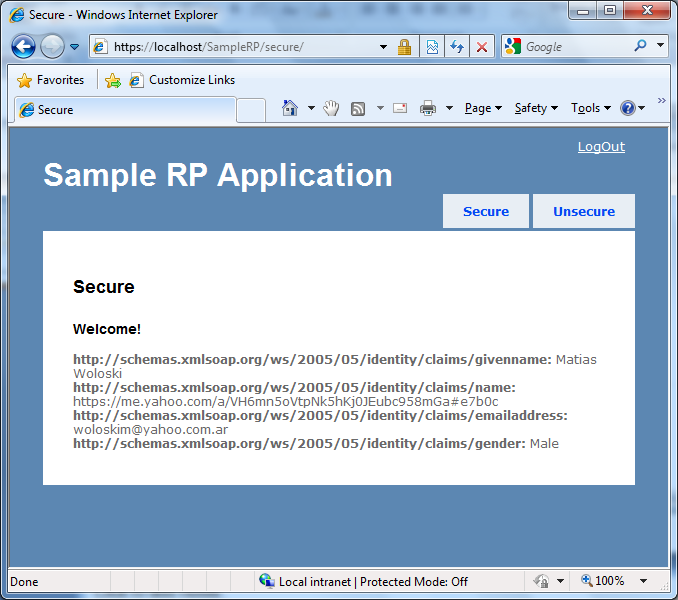 Secure - Windows Internet Explorer
https://localhost/SampleRP/secure/
Google
Favorites
Customize Links
Secure
Page
Safety
Tools
»
LogOut
Sample RP Application
Secure
Unsecure
Secure
Welcome!
http://schemas.xmlsoap.org/ws/2005/05/identity/claims/givenname: Matias
Woloski
http://schemas.xmlsoap.org/ws/2005/05/identity/claims/name:
https://me.yahoo.com/a/VH6mn5oVtpNk5hKj0JEubc958mGa#e7b0c
http://schemas.xmlsoap.org/ws/2005/05/identity/claims/emailaddress:
woloskim@yahoo.com.ar
http://schemas.xmlsoap.org/ws/2005/05/identity/claims/gender: Male
Done
Local intranet | Protected Mode: Off
100%